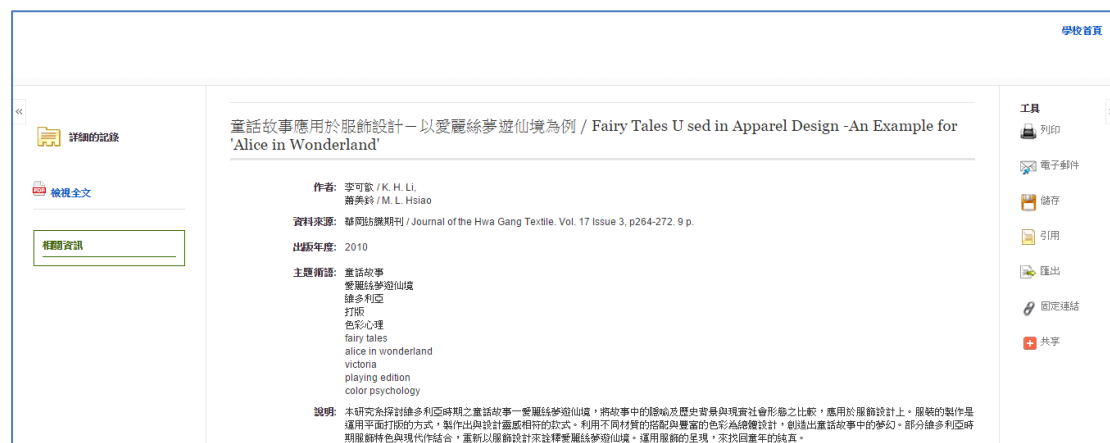 學校首頁
«
詳細的記錄
檢視全文
相關資訊
童話故事應用於服飾設計－以愛麗絲夢遊仙境為例 / Fairy Tales U sed in Apparel Design -An Example for
'Alice in Wonderland'
作者: 李可歆 / K. H. Li,
蕭美鈴 / M. L. Hsiao
資料來源: 華岡紡織期刊 / Journal of the Hwa Gang Textile. Vol. 17 Issue 3, p264-272. 9 p.
出版年度: 2010
主題術語: 童話故事
愛麗絲夢遊仙境
維多利亞
打版
色彩心理
fairy tales
alice in wonderland
victoria
playing edition
color psychology
說明: 本研究係探討維多利亞時期之童話故事—愛麗絲夢遊仙境，將故事中的隱喻及歷史背景與現實社會形態之比較，應用於服飾設計上。服裝的製作是
運用平面打版的方式，製作出與設計靈感相符的款式。利用不同材質的搭配與豐富的色彩為總體設計，創造出童話故事中的夢幻。部分維多利亞時
期服飾特色與現代作結合，重新以服飾設計來詮釋愛麗絲夢遊仙境。運用服飾的呈現，來找回童年的純真。
工具
列印
電子郵件
儲存
引用
匯出
固定連結
共享